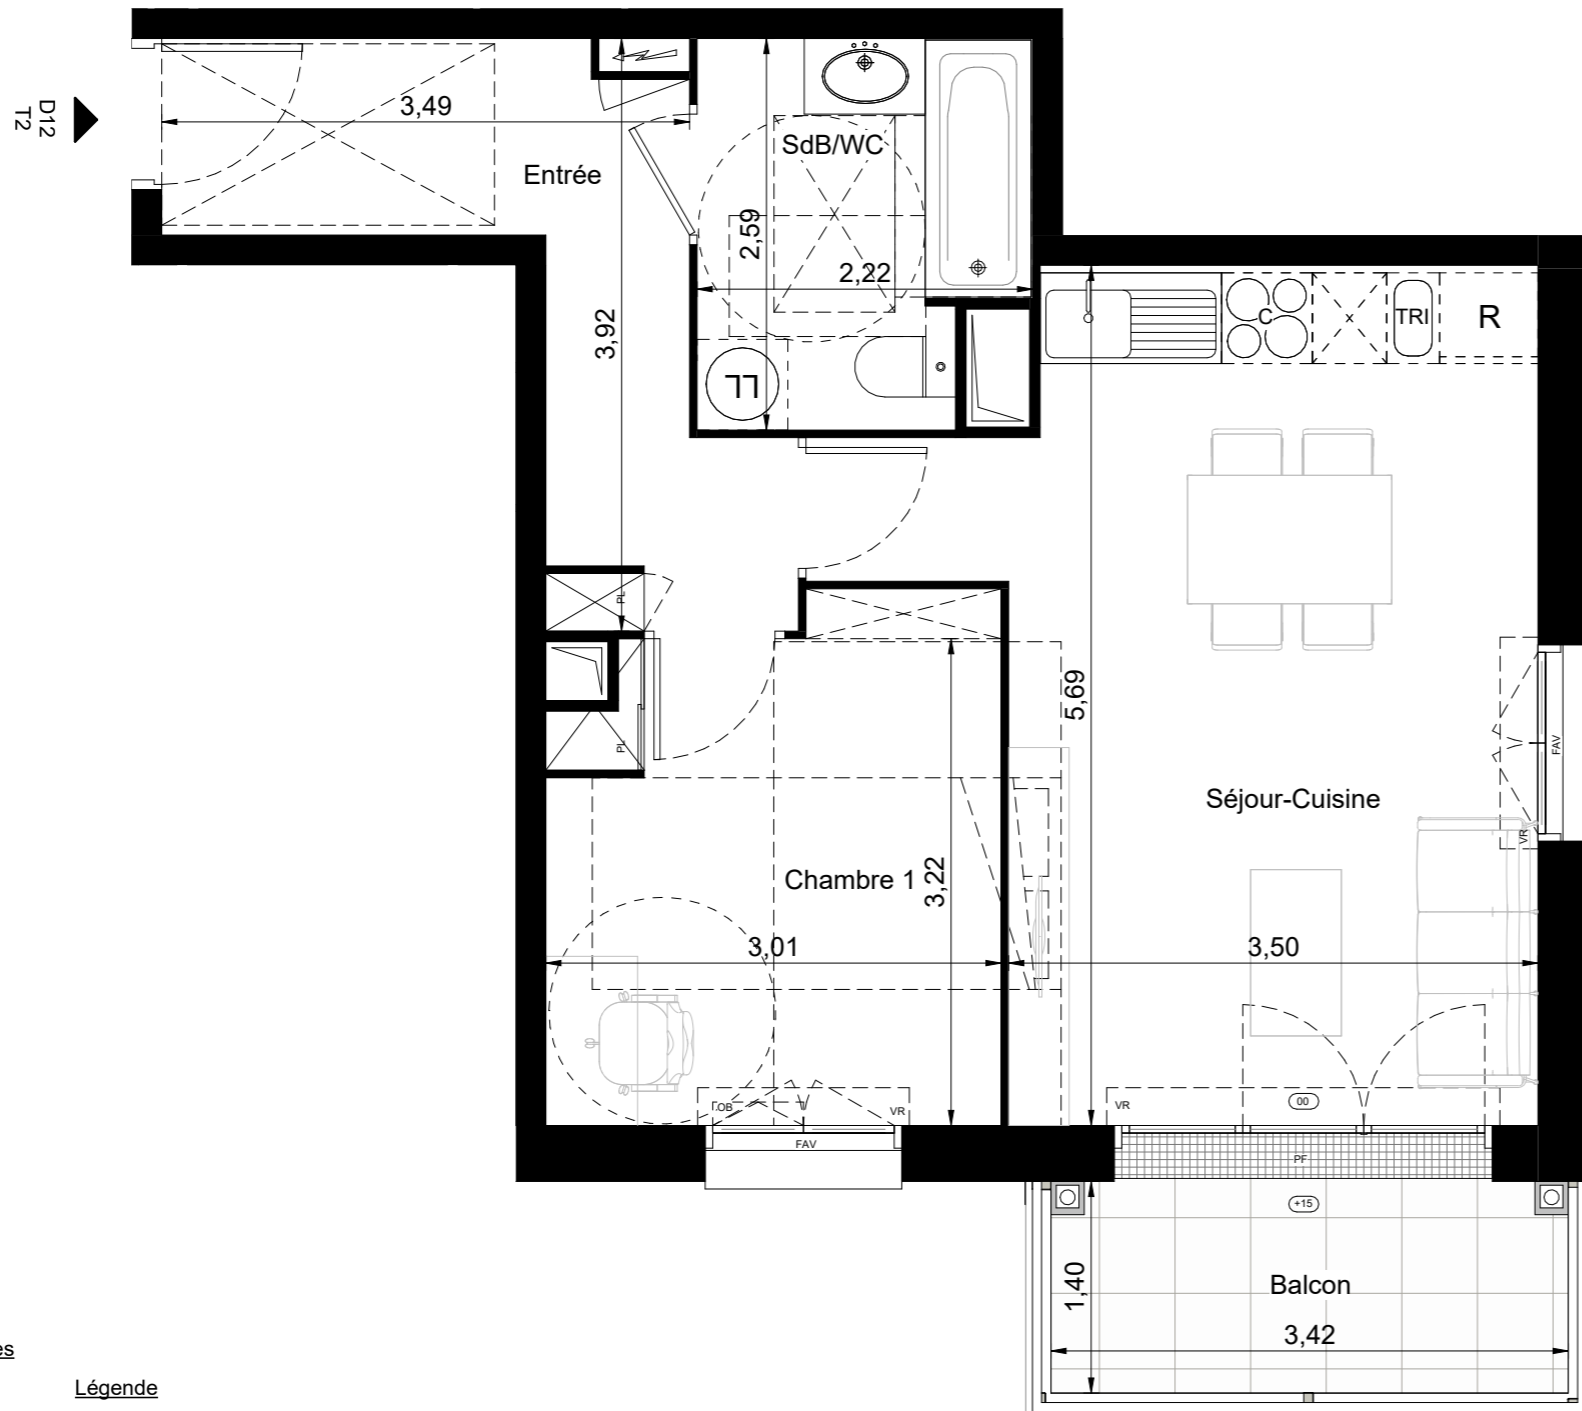 D12
T2
3,49
Entrée
SdB/WC
2,59
2,22
3,92
LL
C
TRI
R
PL
PL
5,69
Séjour-Cuisine
FAV
VR
Chambre 1
3,22
3,01
3,50
OB
VR
FAV
VR
00
PF
+15
1,40
Balcon
3,42
es
Légende